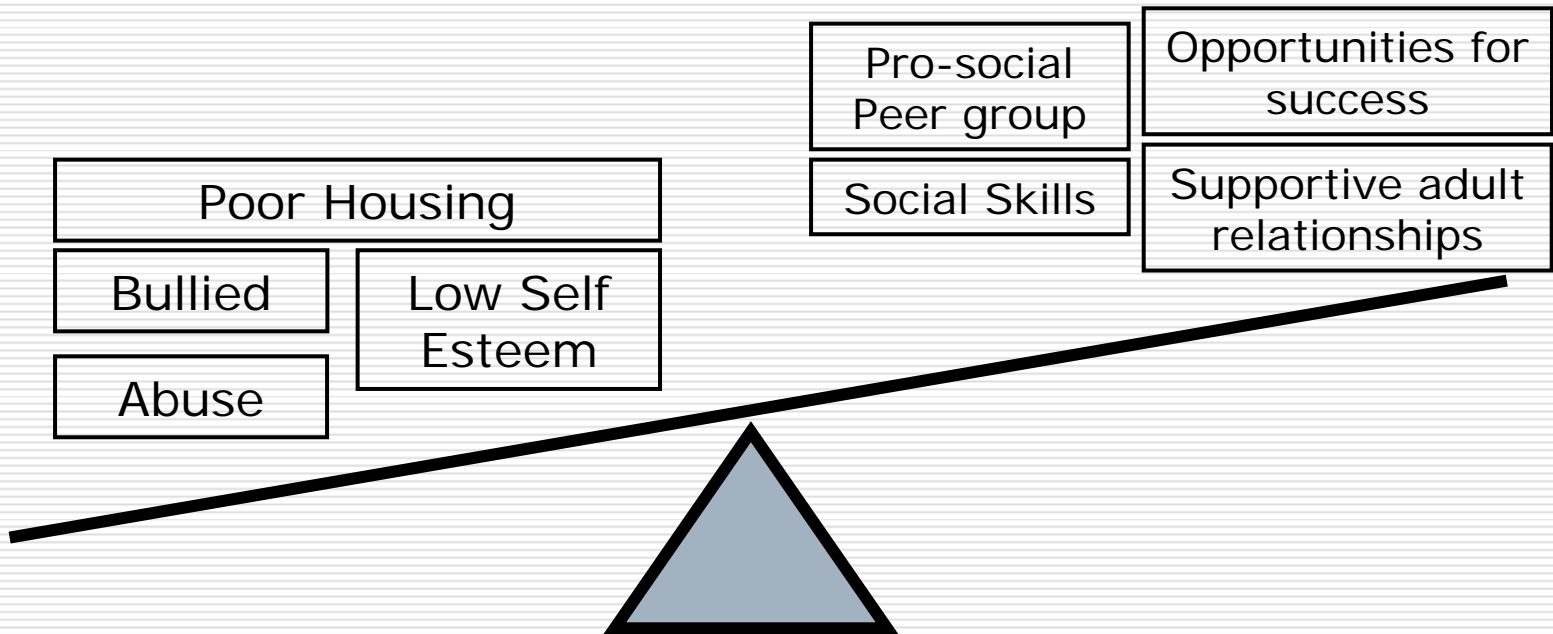 Poor Housing
Bullied
Low Self
Esteem
Abuse
Pro-social
Peer group
Opportunities for
success
Social Skills
Supportive adult
relationships